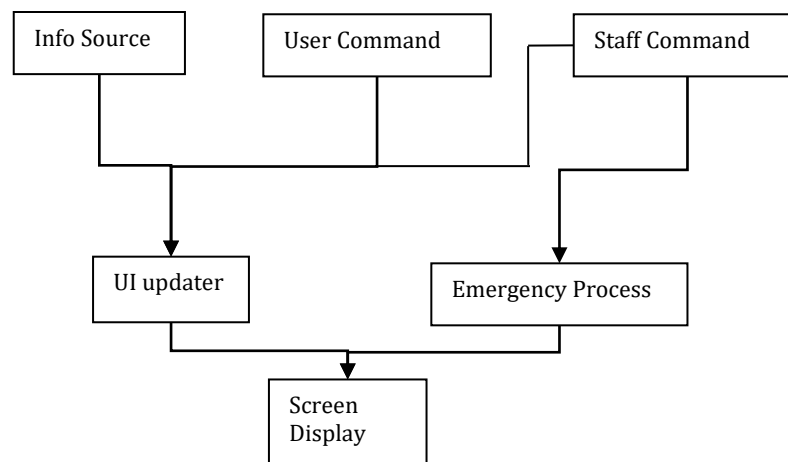 Info Source
User Command
Staff Command
UI updater
Emergency Process
Screen
Display